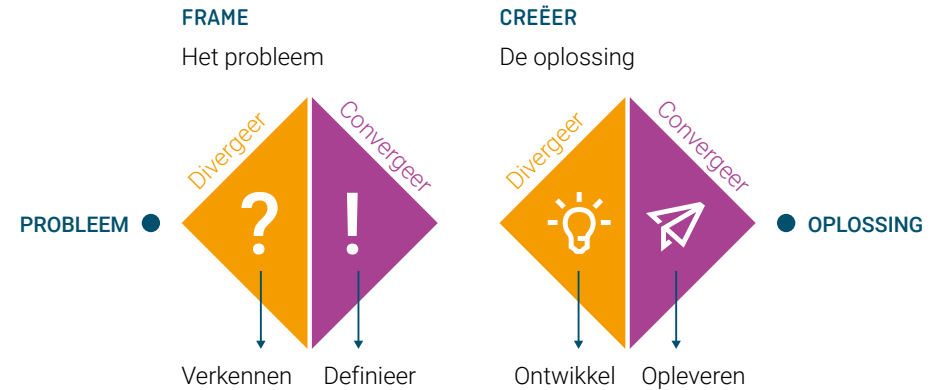 FRAME
Het probleem
CREËER
De oplossing
Divergeer
Convergeer
Divergeer
Convergeer
?
!
PROBLEEM
OPLOSSING
Verkennen
Definieer
Ontwikkel
Opleveren